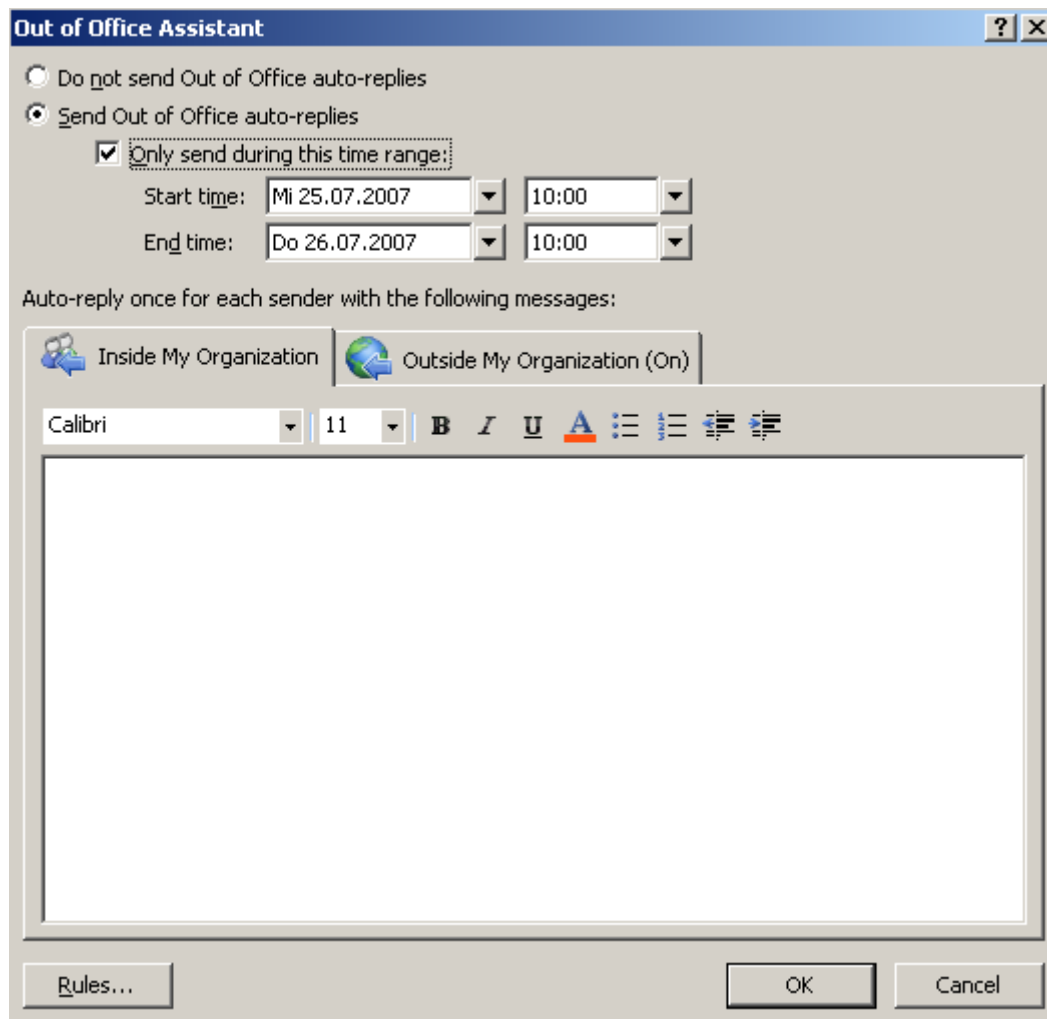 Out of Office Assistant
Do not send Out of Office auto-replies
Send Out of Office auto-replies
Only send during this time range:
Start time: Mi 25.07.2007 10:00
End time: Do 26.07.2007 10:00
Auto-reply once for each sender with the following messages:
Inside My Organization Outside My Organization (On)
Calibri 11 B I U A
Rules... OK Cancel